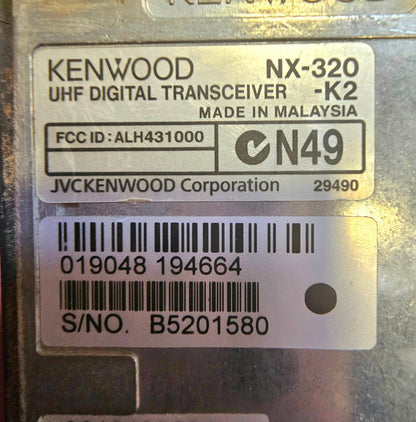 KENWOOD
KENWOOD NX-320
UHF DIGITAL TRANSCEIVER -K2
MADE IN MALAYSIA
FCC ID: ALH431000
N49
JVCKENWOOD Corporation 29490
019048 194664
S/NO. B5201580